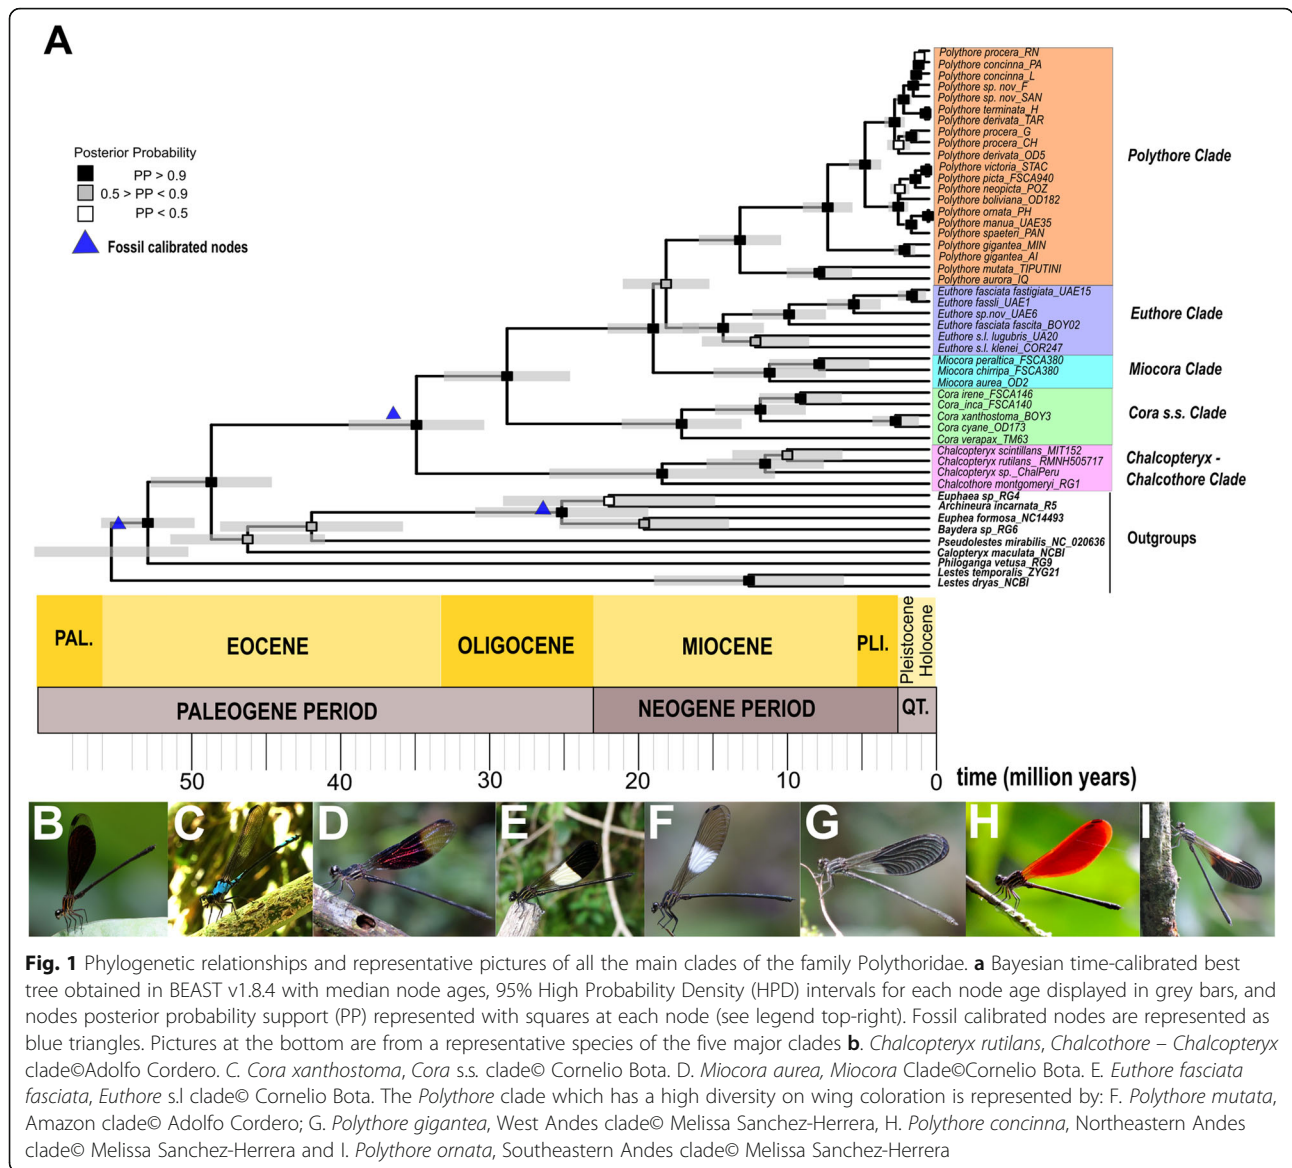 A
Posterior Probability
PP > 0.9
0.5 > PP < 0.9
PP < 0.5
Fossil calibrated nodes
Polythore procera_RN
Polythore concinna_PA
Polythore concinna_L
Polythore sp. nov_F
Polythore sp. nov_SAN
Polythore terminata_H
Polythore derivata_TAR
Polythore procera_G
Polythore procera_CH
Polythore derivata_OD5
Polythore victoria_STAC
Polythore picta_FSCA940
Polythore neopicta_POZ
Polythore boliviana_OD182
Polythore ornata_PH
Polythore manua_UAE35
Polythore spaeteri_PAN
Polythore gigantea_MIN
Polythore gigantea_AI
Polythore mutata_TIPUTINI
Polythore aurora_IQ
Polythore Clade
Euthore fasciata fastigiata_UAE15
Euthore fassli_UAE1
Euthore sp.nov_UAE6
Euthore fasciata fascita_BOY02
Euthore s.l. lugubris_UA20
Euthore s.l. klenei_COR247
Euthore Clade
Miocora peraltica_FSCA380
Miocora chirripa_FSCA380
Miocora aurea_OD2
Miocora Clade
Cora irene_FSCA146
Cora_inca_FSCA140
Cora xanthostoma_BOY3
Cora cyane_OD173
Cora verapax_TM63
Cora s.s. Clade
Chalcopteryx scintillans_MIT152
Chalcopteryx rutilans_ RMNH505717
Chalcopteryx sp._ChalPeru
Chalcothore montgomeryi_RG1
Chalcopteryx -
Chalcothore Clade
Euphaea sp_RG4
Archineura incarnata_R5
Euphea formosa_NC14493
Baydera sp_RG6
Pseudolestes mirabilis_NC_020636
Calopteryx maculata_NCBI
Philoganga vetusa_RG9
Lestes temporalis_ZYG21
Lestes dryas_NCBI
Outgroups
PAL.
EOCENE
OLIGOCENE
MIOCENE
PLI.
Pleistocene
Holocene
PALEOGENE PERIOD
NEOGENE PERIOD
QT.
50
40
30
20
10
0
time (million years)
B
C
D
E
F
G
H
I
Fig. 1 Phylogenetic relationships and representative pictures of all the main clades of the family Polythoridae. a Bayesian time-calibrated best
tree obtained in BEAST v1.8.4 with median node ages, 95% High Probability Density (HPD) intervals for each node age displayed in grey bars, and
nodes posterior probability support (PP) represented with squares at each node (see legend top-right). Fossil calibrated nodes are represented as
blue triangles. Pictures at the bottom are from a representative species of the five major clades b. Chalcopteryx rutilans, Chalcothore – Chalcopteryx
clade©Adolfo Cordero. C. Cora xanthostoma, Cora s.s. clade© Cornelio Bota. D. Miocora aurea, Miocora Clade©Cornelio Bota. E. Euthore fasciata
fasciata, Euthore s.l clade© Cornelio Bota. The Polythore clade which has a high diversity on wing coloration is represented by: F. Polythore mutata,
Amazon clade© Adolfo Cordero; G. Polythore gigantea, West Andes clade© Melissa Sanchez-Herrera, H. Polythore concinna, Northeastern Andes
clade© Melissa Sanchez-Herrera and I. Polythore ornata, Southeastern Andes clade© Melissa Sanchez-Herrera